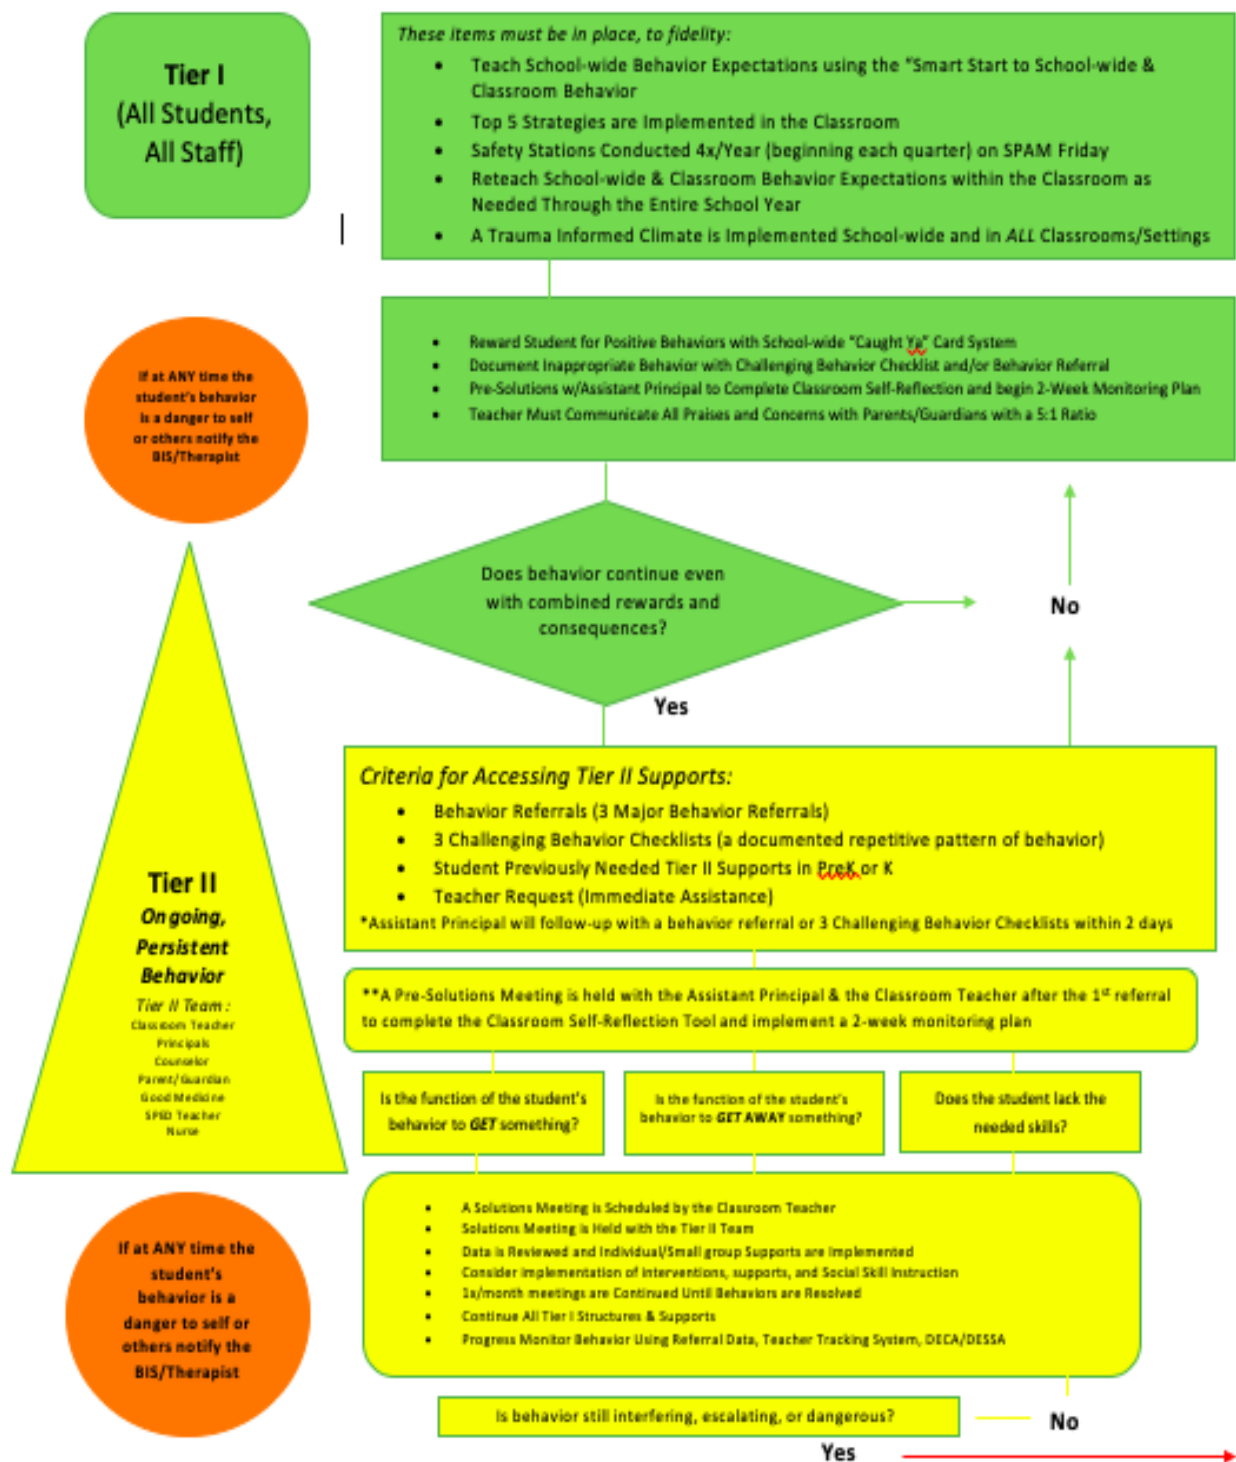 Tier I
(All Students,
All Staff)
These items must be in place, to fidelity:
• Teach School-wide Behavior Expectations using the "Smart Start to School-wide &
Classroom Behavior
• Top 5 Strategies are Implemented in the Classroom
• Safety Stations Conducted 4x/Year (beginning each quarter) on SPAM Friday
• Reteach School-wide & Classroom Behavior Expectations within the Classroom as
Needed Through the Entire School Year
• A Trauma Informed Climate is Implemented School-wide and in ALL Classrooms/Settings
• Reward Student for Positive Behaviors with School-wide "Caught Ya" Card System
• Document Inappropriate Behavior with Challenging Behavior Checklist and/or Behavior Referral
• Pre-Solutions w/Assistant Principal to Complete Classroom Self-Reflection and begin 2-Week Monitoring Plan
• Teacher Must Communicate All Praises and Concerns with Parents/Guardians with a 5:1 Ratio
If at ANY time the
student's behavior
is a danger to self
or others notify the
BIS/Therapist
Does behavior continue even
with combined rewards and
consequences?
No
Yes
Criteria for Accessing Tier II Supports:
• Behavior Referrals (3 Major Behavior Referrals)
• 3 Challenging Behavior Checklists (a documented repetitive pattern of behavior)
• Student Previously Needed Tier II Supports in PreK or K
• Teacher Request (Immediate Assistance)
*Assistant Principal will follow-up with a behavior referral or 3 Challenging Behavior Checklists within 2 days
Tier II
Ongoing,
Persistent
Behavior
Tier II Team:
Classroom Teacher
Principals
Counselor
Parent/Guardian
Good Medicine
SPED Teacher
Nurse
**A Pre-Solutions Meeting is held with the Assistant Principal & the Classroom Teacher after the 1st referral
to complete the Classroom Self-Reflection Tool and implement a 2-week monitoring plan
Is the function of the student's
behavior to GET something?
Is the function of the student's
behavior to GET AWAY something?
Does the student lack the
needed skills?
• A Solutions Meeting is Scheduled by the Classroom Teacher
• Solutions Meeting is Held with the Tier II Team
• Data is Reviewed and Individual/Small group Supports are Implemented
• Consider implementation of interventions, supports, and Social Skill Instruction
• 1x/month meetings are Continued Until Behaviors are Resolved
• Continue All Tier I Structures & Supports
• Progress Monitor Behavior Using Referral Data, Teacher Tracking System, DECA/DESSA
If at ANY time the
student's
behavior is a
danger to self or
others notify the
BIS/Therapist
Is behavior still interfering, escalating, or dangerous?
No
Yes